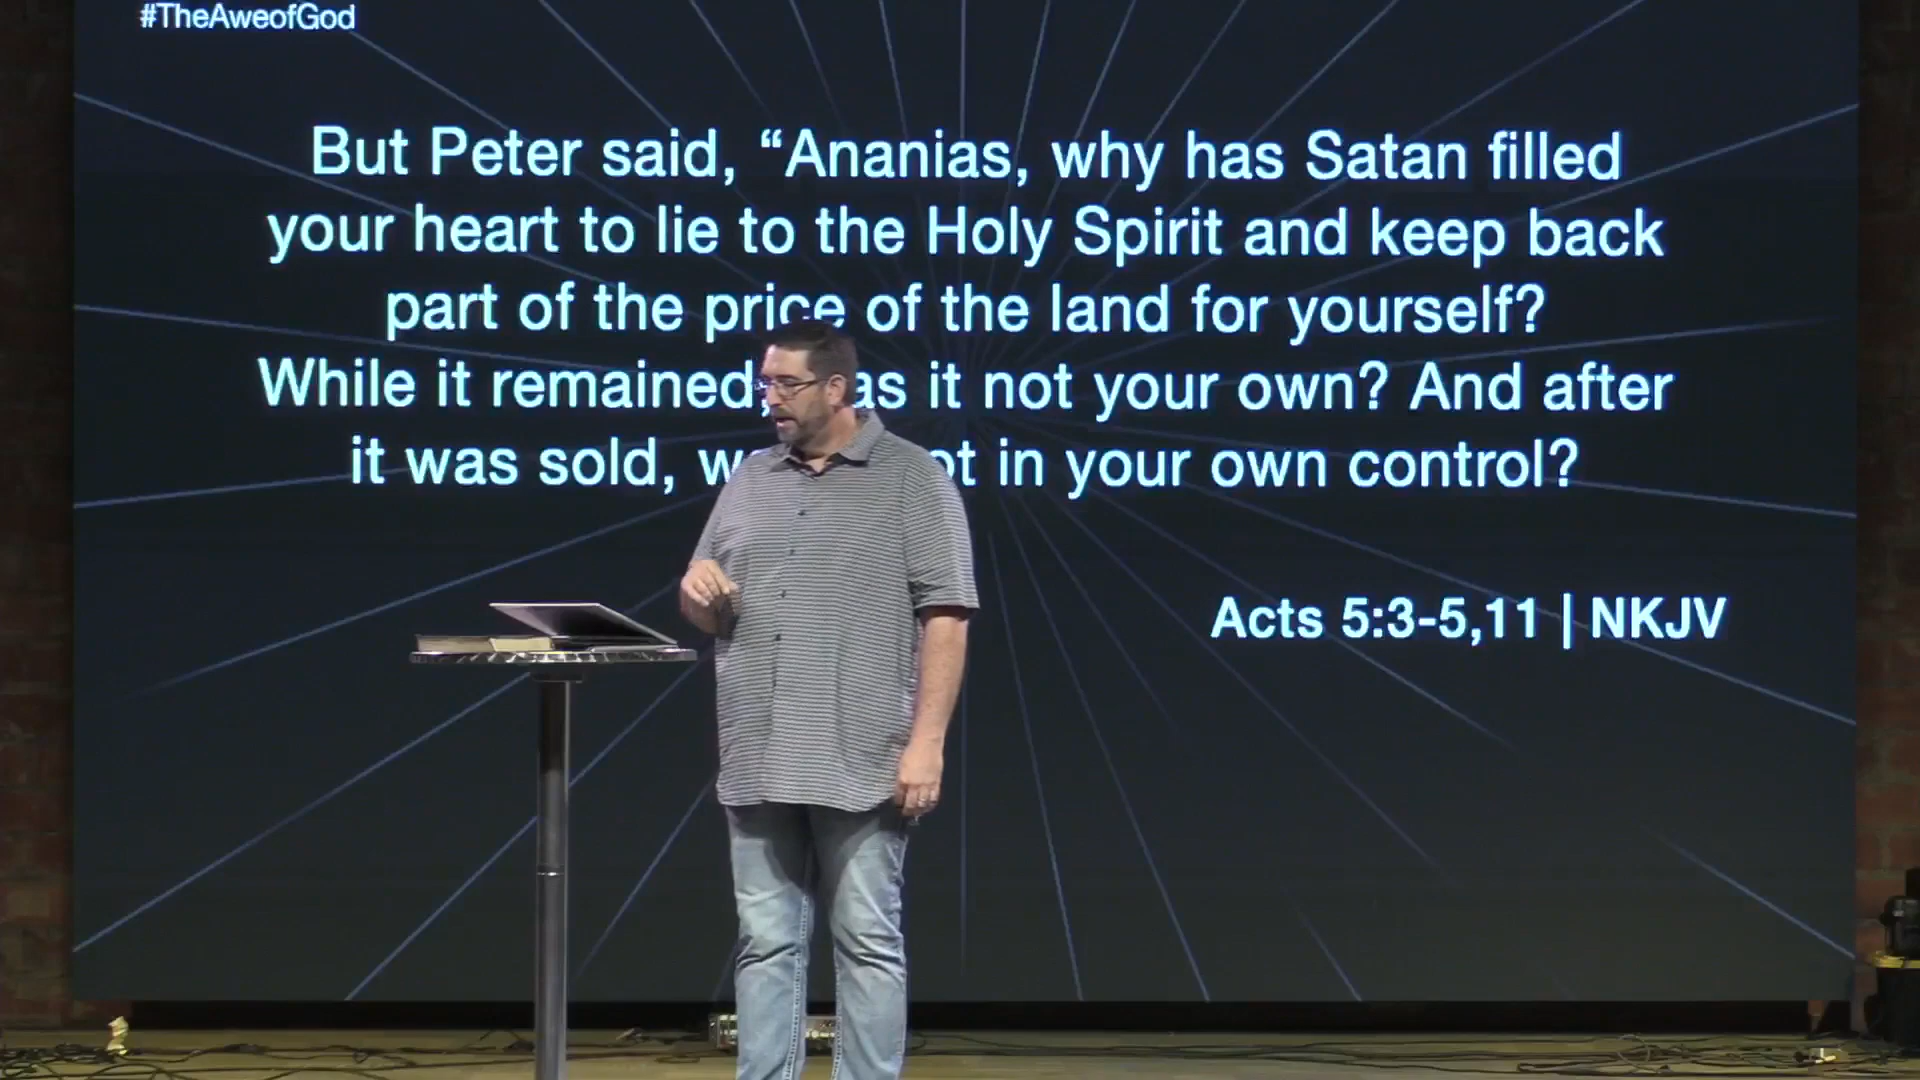 #TheAweofGod
But Peter said, “Ananias, why has Satan filled
your heart to lie to the Holy Spirit and keep back
part of the price of the land for yourself?
While it remained, as it not your own? And after
it was sold, in your own control?
Acts 5:3-5,11 | NKJV